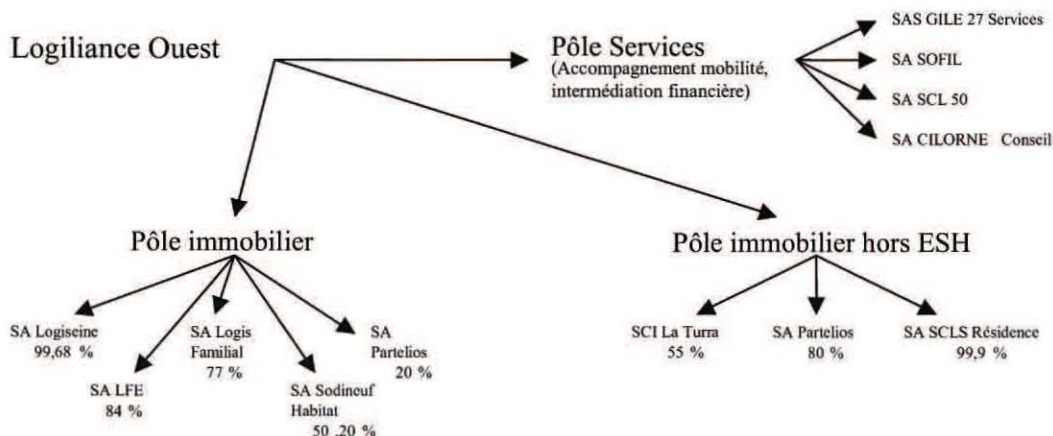 Logiliance Ouest
Pôle Services
(Accompagnement mobilité,
intermédiation financière)
SAS GILE 27 Services
SA SOFIL
SA SCL 50
SA CILORNE Conseil
Pôle immobilier
SA Logiseine
99,68 %
SA LFE
84 %
SA Logis
Familial
77 %
SA Sodineuf
Habitat
50 ,20 %
SA
Partelios
20 %
Pôle immobilier hors ESH
SCI La Turra
55 %
SA Partelios
80 %
SA SCLS Résidence
99,9 %